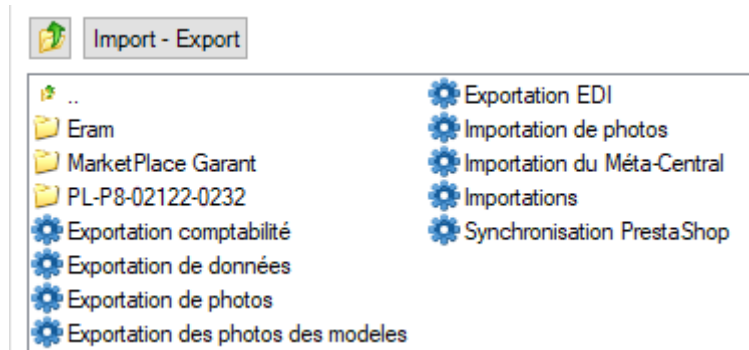 Import - Export
..
Eram
MarketPlace Garant
PL-P8-02122-0232
Exportation comptabilité
Exportation de données
Exportation de photos
Exportation des photos des modeles
Exportation EDI
Importation de photos
Importation du Méta-Central
Importations
Synchronisation PrestaShop